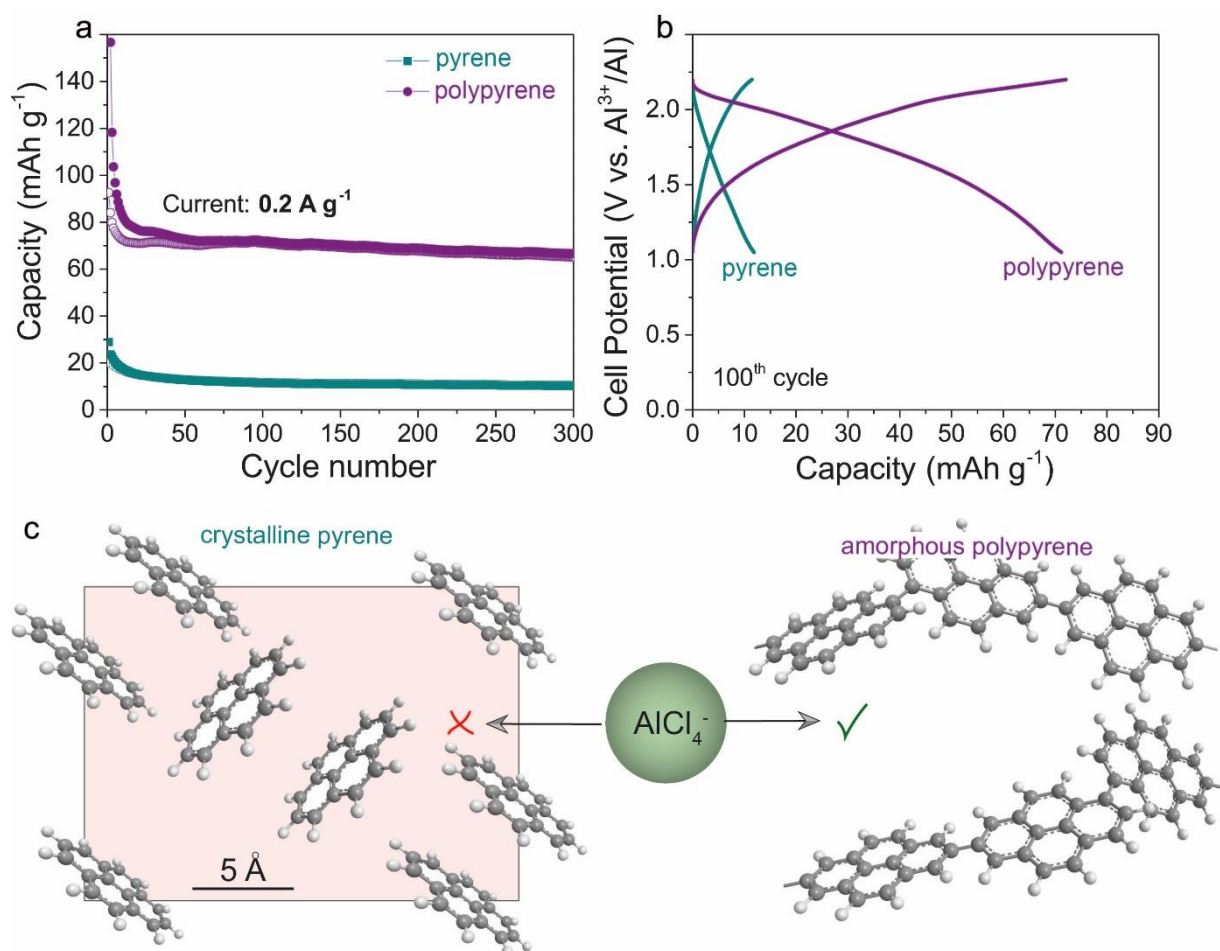 a
pyrene
polypyrene
Current: 0.2 A g⁻¹
Capacity (mAh g⁻¹)
140
120
100
80
60
40
20
0
0 50 100 150 200 250 300
Cycle number
b
Cell Potential (V vs. Al³⁺/Al)
2.0
1.5
1.0
0.5
0.0
pyrene
polypyrene
100th cycle
0 10 20 30 40 50 60 70 80 90
Capacity (mAh g⁻¹)
c
crystalline pyrene
amorphous polypyrene
AlCl₄⁻
5 Å